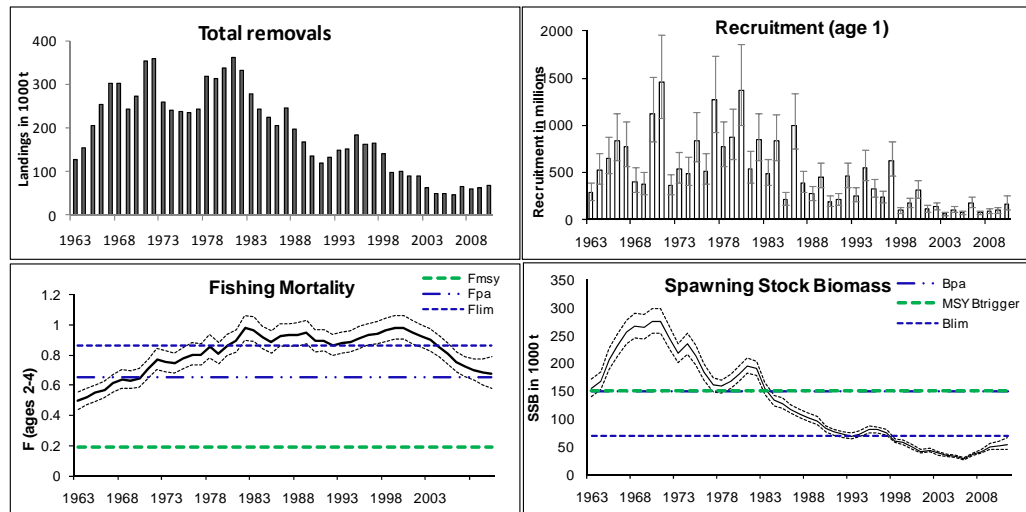 Total removals
Landings in 1000 t
400
300
200
100
0
1963 1968 1973 1978 1983 1988 1993 1998 2003 2008
Recruitment (age 1)
Recruitment in millions
2000
1500
1000
500
0
1963 1968 1973 1978 1983 1988 1993 1998 2003 2008
Fishing Mortality
Fmsy
Fpa
Flim
F (ages 2-4)
1.2
1
0.8
0.6
0.4
0.2
0
1963 1968 1973 1978 1983 1988 1993 1998 2003
Spawning Stock Biomass
Bpa
MSY Btrigger
Blim
SSB in 1000 t
350
300
250
200
150
100
50
0
1963 1968 1973 1978 1983 1988 1993 1998 2003 2008